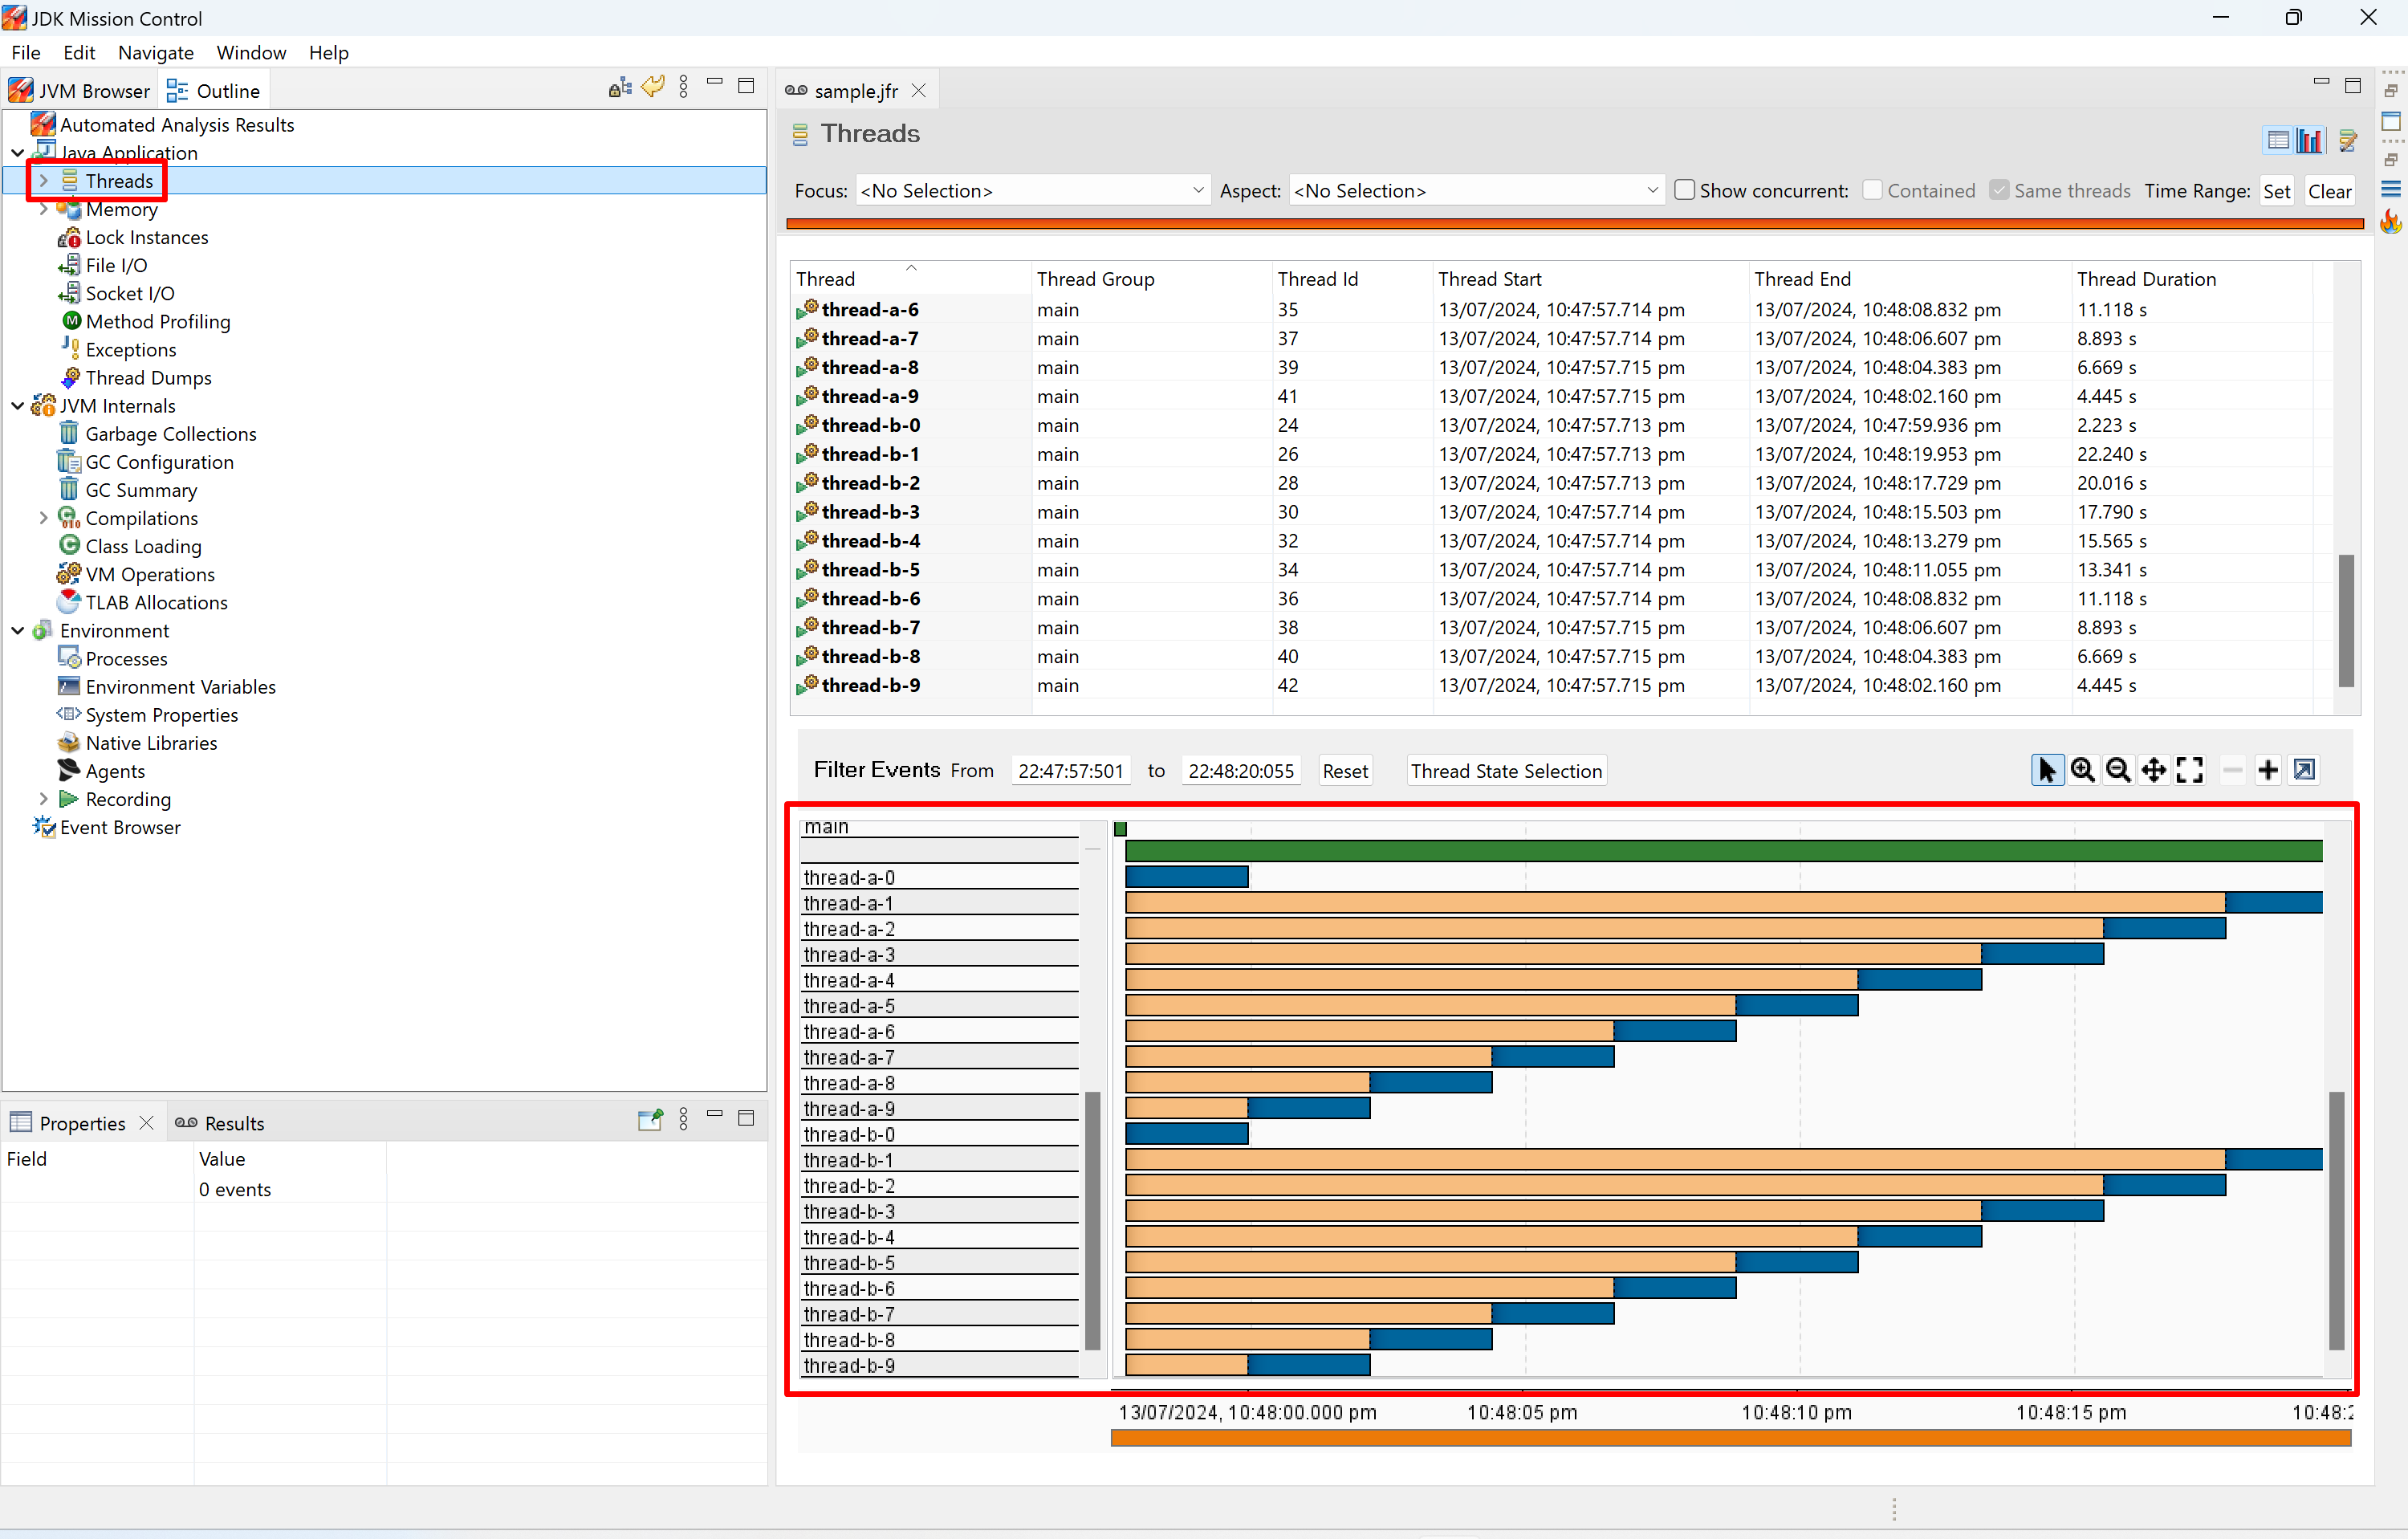 JDK Mission Control
File Edit Navigate Window Help
JVM Browser Outline
Automated Analysis Results
Java Application
Threads
Memory
Lock Instances
File I/O
Socket I/O
Method Profiling
Exceptions
Thread Dumps
JVM Internals
Garbage Collections
GC Configuration
GC Summary
Compilations
Class Loading
VM Operations
TLAB Allocations
Environment
Processes
Environment Variables
System Properties
Native Libraries
Agents
Recording
Event Browser
Properties Results
Field Value
0 events
sample.jfr
Threads
Focus: <No Selection> Aspect: <No Selection> Show concurrent: Contained Same threads Time Range: Set Clear
Thread Thread Group Thread Id Thread Start Thread End Thread Duration
thread-a-6 main 35 13/07/2024, 10:47:57.714 pm 13/07/2024, 10:48:08.832 pm 11.118 s
thread-a-7 main 37 13/07/2024, 10:47:57.714 pm 13/07/2024, 10:48:06.607 pm 8.893 s
thread-a-8 main 39 13/07/2024, 10:47:57.715 pm 13/07/2024, 10:48:04.383 pm 6.669 s
thread-a-9 main 41 13/07/2024, 10:47:57.715 pm 13/07/2024, 10:48:02.160 pm 4.445 s
thread-b-0 main 24 13/07/2024, 10:47:57.713 pm 13/07/2024, 10:47:59.936 pm 2.223 s
thread-b-1 main 26 13/07/2024, 10:47:57.713 pm 13/07/2024, 10:48:19.953 pm 22.240 s
thread-b-2 main 28 13/07/2024, 10:47:57.713 pm 13/07/2024, 10:48:17.729 pm 20.016 s
thread-b-3 main 30 13/07/2024, 10:47:57.714 pm 13/07/2024, 10:48:15.503 pm 17.790 s
thread-b-4 main 32 13/07/2024, 10:47:57.714 pm 13/07/2024, 10:48:13.279 pm 15.565 s
thread-b-5 main 34 13/07/2024, 10:47:57.714 pm 13/07/2024, 10:48:11.055 pm 13.341 s
thread-b-6 main 36 13/07/2024, 10:47:57.714 pm 13/07/2024, 10:48:08.832 pm 11.118 s
thread-b-7 main 38 13/07/2024, 10:47:57.715 pm 13/07/2024, 10:48:06.607 pm 8.893 s
thread-b-8 main 40 13/07/2024, 10:47:57.715 pm 13/07/2024, 10:48:04.383 pm 6.669 s
thread-b-9 main 42 13/07/2024, 10:47:57.715 pm 13/07/2024, 10:48:02.160 pm 4.445 s
Filter Events From 22:47:57:501 to 22:48:20:055 Reset Thread State Selection
main
thread-a-0
thread-a-1
thread-a-2
thread-a-3
thread-a-4
thread-a-5
thread-a-6
thread-a-7
thread-a-8
thread-a-9
thread-b-0
thread-b-1
thread-b-2
thread-b-3
thread-b-4
thread-b-5
thread-b-6
thread-b-7
thread-b-8
thread-b-9
13/07/2024, 10:48:00.000 pm 10:48:05 pm 10:48:10 pm 10:48:15 pm 10:48:2